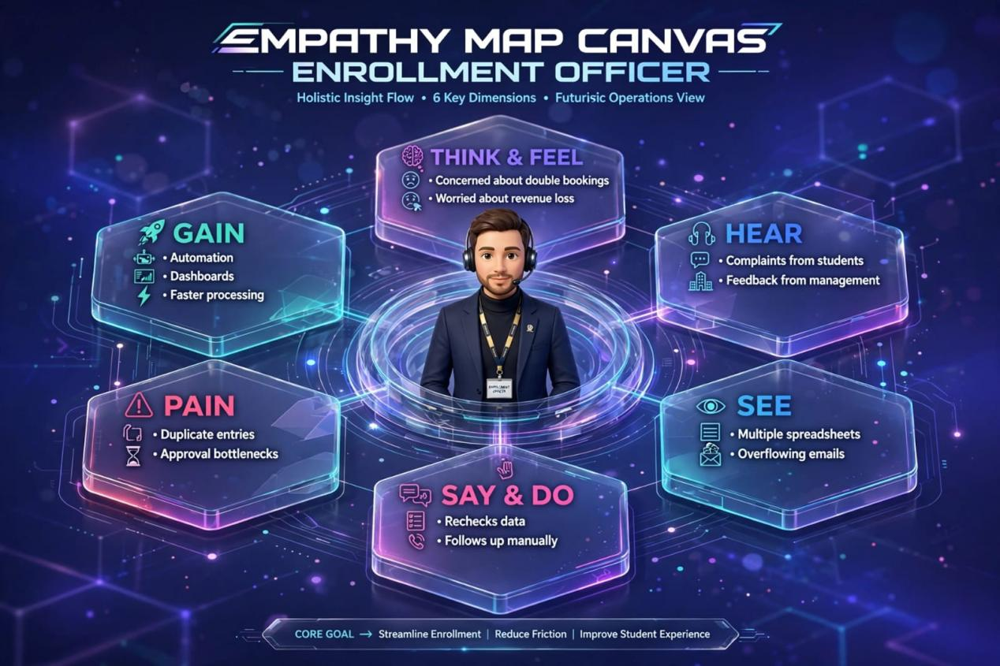 EMPATHY MAP CANVAS
ENROLLMENT OFFICER
Holistic Insight Flow • 6 Key Dimensions • Futurisic Operations View
THINK & FEEL
• Concerned about double bookings
• Worried about revenue loss
GAIN
• Automation
• Dashboards
• Faster processing
HEAR
• Complaints from students
• Feedback from management
PAIN
• Duplicate entries
• Approval bottlenecks
SEE
• Multiple spreadsheets
• Overflowing emails
SAY & DO
• Rechecks data
• Follows up manually
CORE GOAL → Streamline Enrollment | Reduce Friction | Improve Student Experience